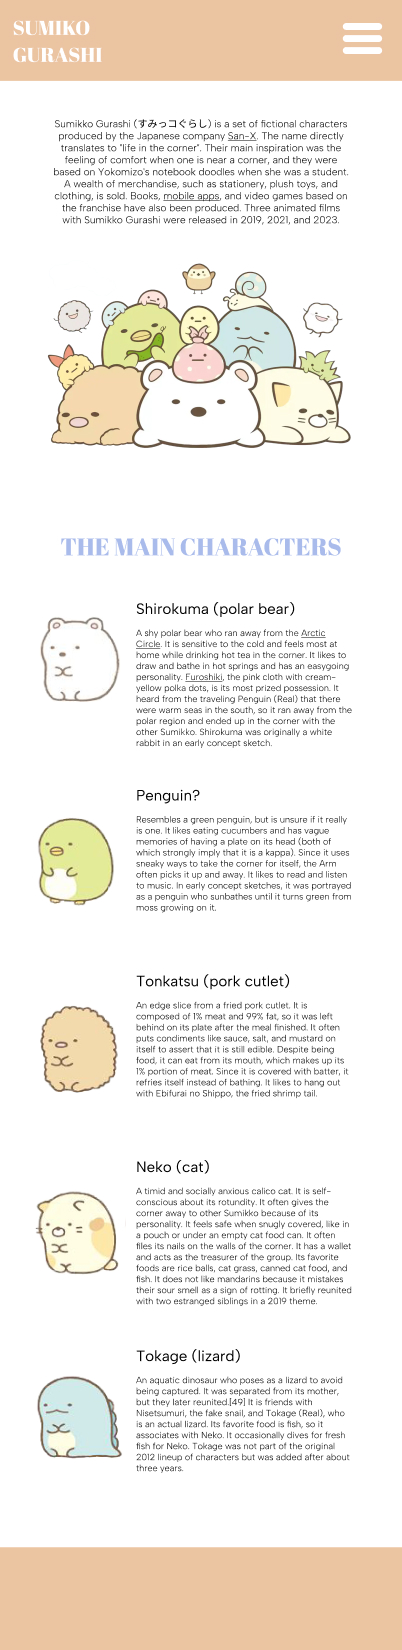 SUMIKO
GURASHI
Sumikko Gurashi (すみっコぐらし) is a set of fictional characters
produced by the Japanese company San-X. The name directly
translates to "life in the corner". Their main inspiration was the
feeling of comfort when one is near a corner, and they were
based on Yokomizo's notebook doodles when she was a student.
A wealth of merchandise, such as stationery, plush toys, and
clothing, is sold. Books, mobile apps, and video games based on
the franchise have also been produced. Three animated films
with Sumikko Gurashi were released in 2019, 2021, and 2023.
THE MAIN CHARACTERS
Shirokuma (polar bear)
A shy polar bear who ran away from the Arctic
Circle. It is sensitive to the cold and feels most at
home while drinking hot tea in the corner. It likes to
draw and bathe in hot springs and has an easygoing
personality. Furoshiki, the pink cloth with cream-
yellow polka dots, is its most prized possession. It
heard from the traveling Penguin (Real) that there
were warm seas in the south, so it ran away from the
polar region and ended up in the corner with the
other Sumikko. Shirokuma was originally a white
rabbit in an early concept sketch.
Penguin?
Resembles a green penguin, but is unsure if it really
is one. It likes eating cucumbers and has vague
memories of having a plate on its head (both of
which strongly imply that it is a kappa). Since it uses
sneaky ways to take the corner for itself, the Arm
often picks it up and away. It likes to read and listen
to music. In early concept sketches, it was portrayed
as a penguin who sunbathes until it turns green from
moss growing on it.
Tonkatsu (pork cutlet)
An edge slice from a fried pork cutlet. It is
composed of 1% meat and 99% fat, so it was left
behind on its plate after the meal finished. It often
puts condiments like sauce, salt, and mustard on
itself to assert that it is still edible. Despite being
food, it can eat from its mouth, which makes up its
1% portion of meat. Since it is covered with batter, it
refries itself instead of bathing. It likes to hang out
with Ebifurai no Shippo, the fried shrimp tail.
Neko (cat)
A timid and socially anxious calico cat. It is self-
conscious about its rotundity. It often gives the
corner away to other Sumikko because of its
personality. It feels safe when snugly covered, like in
a pouch or under an empty cat food can. It often
files its nails on the walls of the corner. It has a wallet
and acts as the treasurer of the group. Its favorite
foods are rice balls, cat grass, canned cat food, and
fish. It does not like mandarins because it mistakes
their sour smell as a sign of rotting. It briefly reunited
with two estranged siblings in a 2019 theme.
Tokage (lizard)
An aquatic dinosaur who poses as a lizard to avoid
being captured. It was separated from its mother,
but they later reunited.[49] It is friends with
Nisetsumuri, the fake snail, and Tokage (Real), who
is an actual lizard. Its favorite food is fish, so it
associates with Neko. It occasionally dives for fresh
fish for Neko. Tokage was not part of the original
2012 lineup of characters but was added after about
three years.